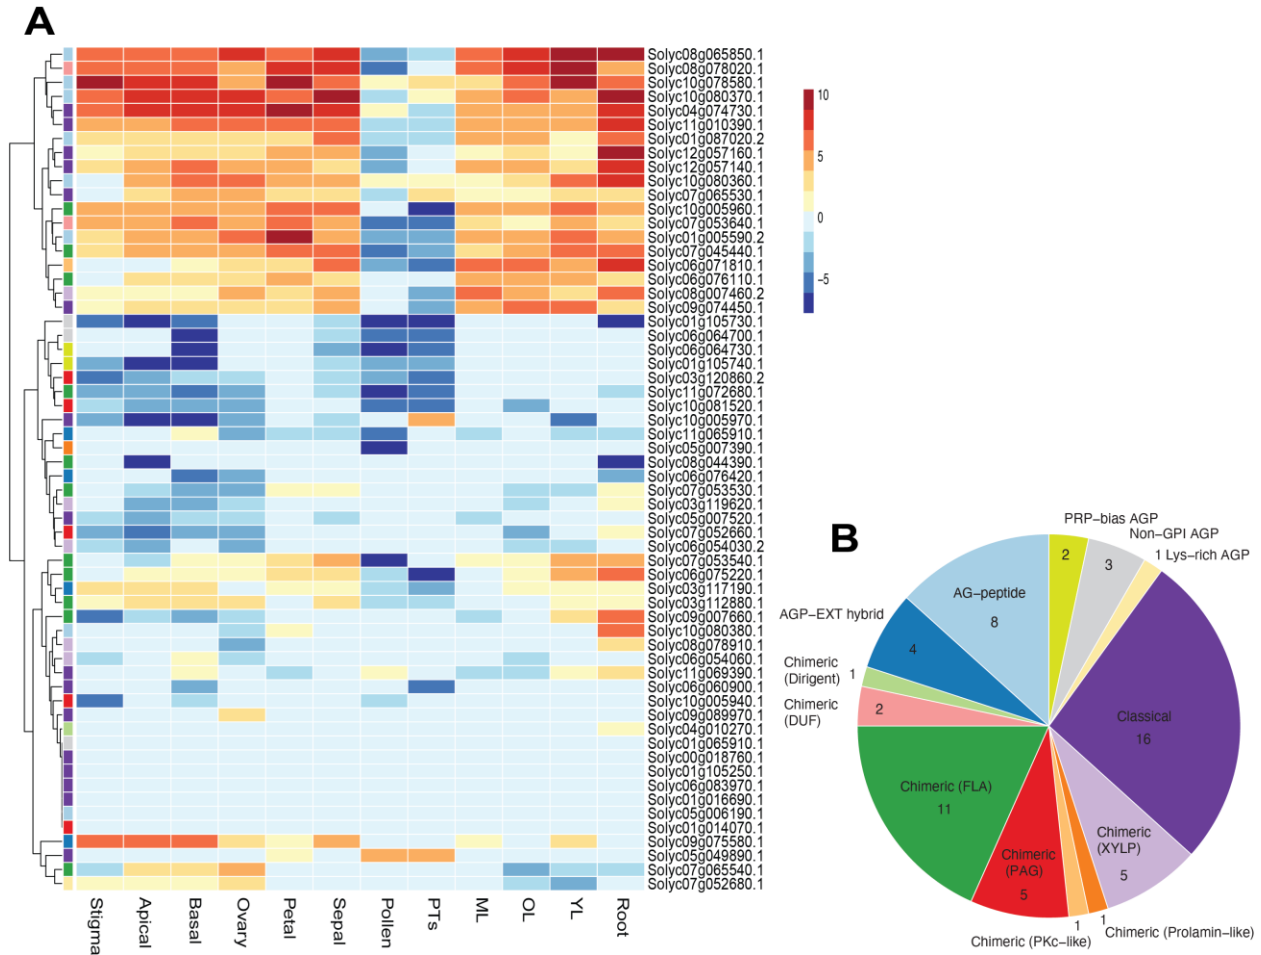 A
Solyc08g065850.1
Solyc08g078020.1
Solyc10g078580.1
Solyc10g080370.1
Solyc04g074730.1
Solyc11g010390.1
Solyc01g087020.2
Solyc12g057160.1
Solyc12g057140.1
Solyc10g080360.1
Solyc07g065530.1
Solyc10g005960.1
Solyc07g053640.1
Solyc01g005590.2
Solyc07g045440.1
Solyc06g071810.1
Solyc06g076110.1
Solyc08g007460.2
Solyc09g074450.1
Solyc01g105730.1
Solyc06g064700.1
Solyc06g064730.1
Solyc01g105740.1
Solyc03g120860.2
Solyc11g072680.1
Solyc10g081520.1
Solyc10g005970.1
Solyc11g065910.1
Solyc05g007390.1
Solyc08g044390.1
Solyc06g076420.1
Solyc07g053530.1
Solyc03g119620.1
Solyc05g007520.1
Solyc07g052660.1
Solyc06g054030.2
Solyc07g053540.1
Solyc06g075220.1
Solyc03g117190.1
Solyc03g112880.1
Solyc09g007660.1
Solyc10g080380.1
Solyc08g078910.1
Solyc06g054060.1
Solyc11g069390.1
Solyc06g060900.1
Solyc10g005940.1
Solyc09g089970.1
Solyc04g010270.1
Solyc01g065910.1
Solyc00g018760.1
Solyc01g105250.1
Solyc06g083970.1
Solyc01g016690.1
Solyc05g006190.1
Solyc01g014070.1
Solyc09g075580.1
Solyc05g049890.1
Solyc07g065540.1
Solyc07g052680.1
Stigma
Apical
Basal
Ovary
Petal
Sepal
Pollen
PTs
ML
OL
YL
Root
10
5
0
−5
B
PRP−bias AGP
2
Non−GPI AGP
3
1 Lys−rich AGP
Classical
16
Chimeric
(XYLP)
5
Chimeric (Prolamin−like)
1
Chimeric (PKc−like)
1
Chimeric
(PAG)
5
Chimeric (FLA)
11
Chimeric
(DUF)
2
Chimeric
(Dirigent)
1
AGP−EXT hybrid
4
AG−peptide
8